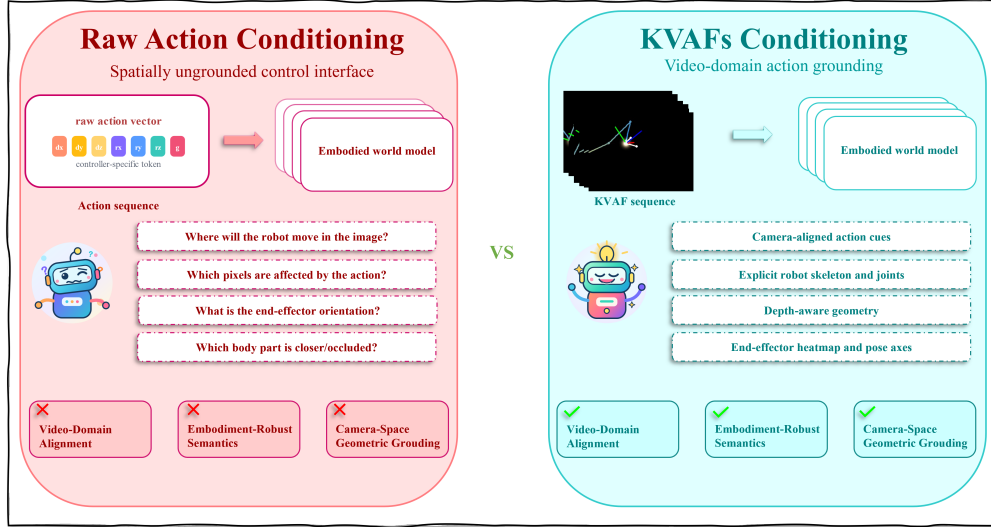 Raw Action Conditioning
Spatially ungrounded control interface
raw action vector
dx dy dz rx ry rz g
controller-specific token
Action sequence
Embodied world model
Where will the robot move in the image?
Which pixels are affected by the action?
What is the end-effector orientation?
Which body part is closer/occluded?
Video-Domain
Alignment
Embodiment-Robust
Semantics
Camera-Space
Geometric Grouding
VS
KVAFs Conditioning
Video-domain action grounding
KVAF sequence
Embodied world model
Camera-aligned action cues
Explicit robot skeleton and joints
Depth-aware geometry
End-effector heatmap and pose axes
Video-Domain
Alignment
Embodiment-Robust
Semantics
Camera-Space
Geometric Grouding